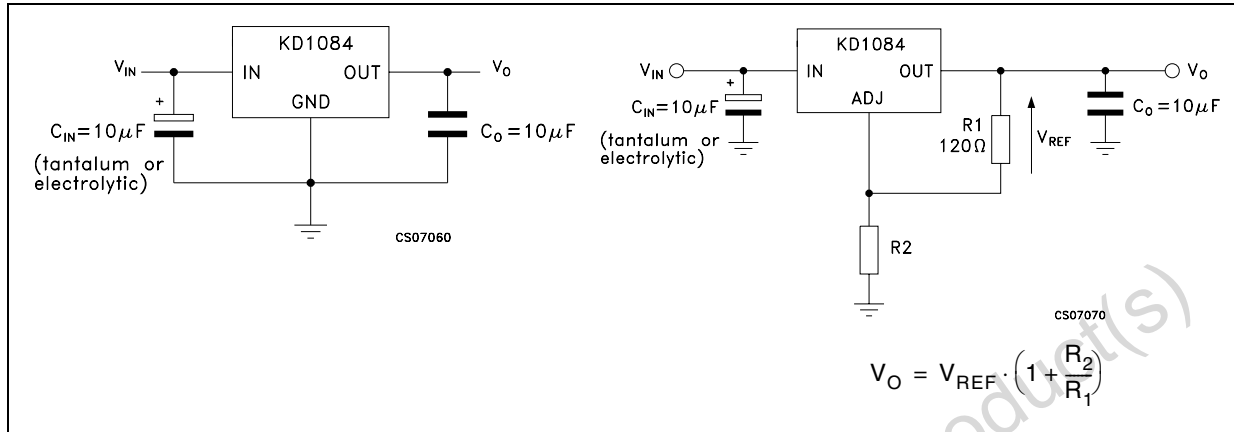 KD1084
V_IN
IN
OUT
V_O
GND
+
C_IN=10μF
(tantalum or
electrolytic)
C_O=10μF
CS07060
KD1084
V_IN
IN
OUT
V_O
ADJ
+
C_IN=10μF
(tantalum or
electrolytic)
R1
120Ω
V_REF
C_O=10μF
R2
CS07070
V_O = V_REF · (1 + R_2/R_1)
oduct(s)